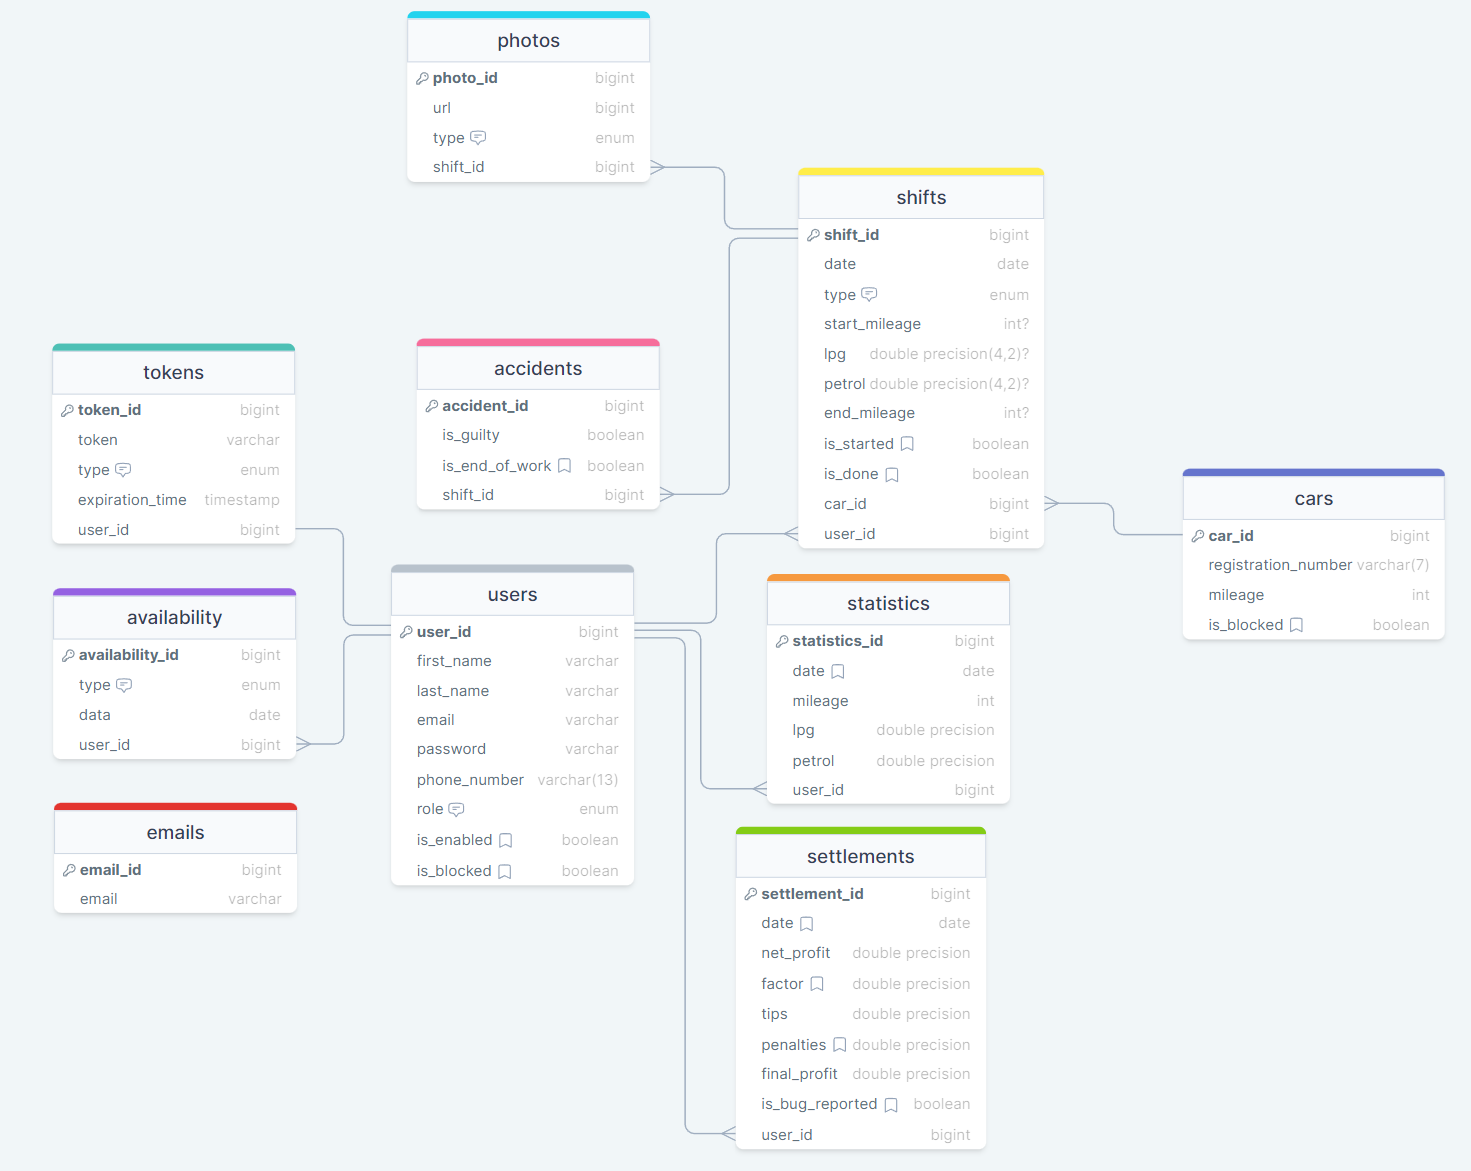 photos
photo_id bigint
url bigint
type enum
shift_id bigint
shifts
shift_id bigint
date date
type enum
start_mileage int?
lpg double precision(4,2)?
petrol double precision(4,2)?
end_mileage int?
is_started boolean
is_done boolean
car_id bigint
user_id bigint
tokens
token_id bigint
token varchar
type enum
expiration_time timestamp
user_id bigint
accidents
accident_id bigint
is_guilty boolean
is_end_of_work boolean
shift_id bigint
cars
car_id bigint
registration_number varchar(7)
mileage int
is_blocked boolean
availability
availability_id bigint
type enum
data date
user_id bigint
users
user_id bigint
first_name varchar
last_name varchar
email varchar
password varchar
phone_number varchar(13)
role enum
is_enabled boolean
is_blocked boolean
statistics
statistics_id bigint
date date
mileage int
lpg double precision
petrol double precision
user_id bigint
emails
email_id bigint
email varchar
settlements
settlement_id bigint
date date
net_profit double precision
factor double precision
tips double precision
penalties double precision
final_profit double precision
is_bug_reported boolean
user_id bigint